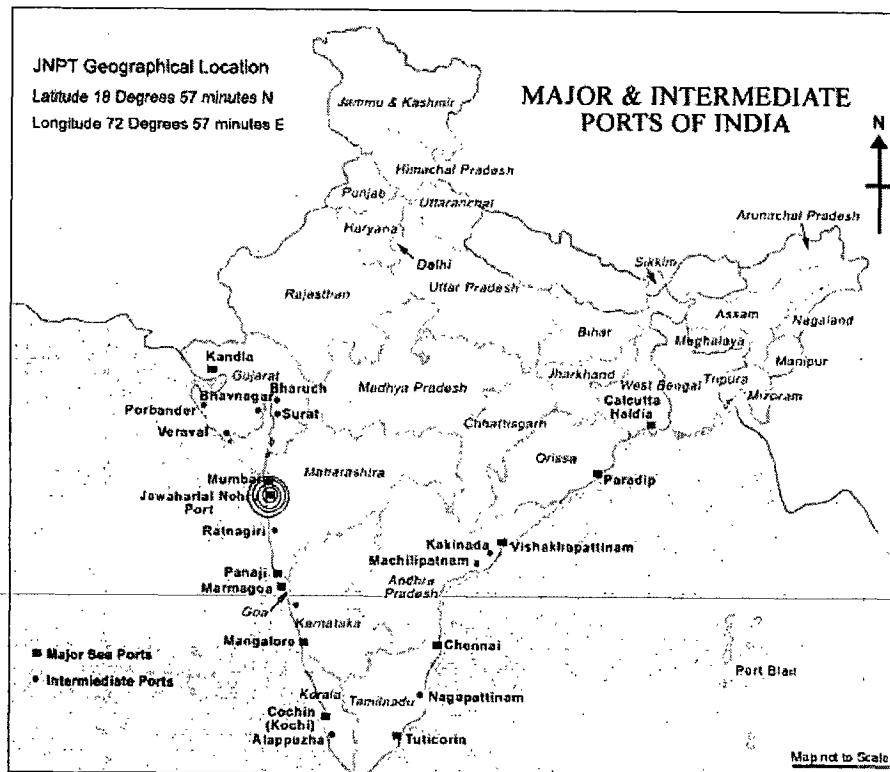 JNPT Geographical Location
Latitude 18 Degrees 57 minutes N
Longitude 72 Degrees 57 minutes E
MAJOR & INTERMEDIATE
PORTS OF INDIA
N
Jammu & Kashmir
Himachal Pradesh
Punjab
Uttaranchal
Haryana
Delhi
Arunachal Pradesh
Sikkim
Rajasthan
Uttar Pradesh
Assam
Nagaland
Bihar
Meghalaya
Manipur
Kandla
Gujarat
Jharkhand
West Bengal
Tripura
Mizoram
Bharuch
Madhya Pradesh
Bhavnagar
Calcutta
Haldia
Porbander
Surat
Chhattisgarh
Veraval
Orissa
Maharashtra
Paradip
Mumbai
Jawaharlal Nehru
Port
Ratnagiri
Kakinada
Vishakhapattinam
Machilipatnam
Panaji
Marmagoa
Andhra
Pradesh
Goa
Karnataka
Mangalore
Chennai
Major Sea Ports
Intermediate Ports
Port Blair
Kerala
Tamilnadu
Nagapattinam
Cochin
(Kochi)
Alappuzha
Tuticorin
Map not to Scale